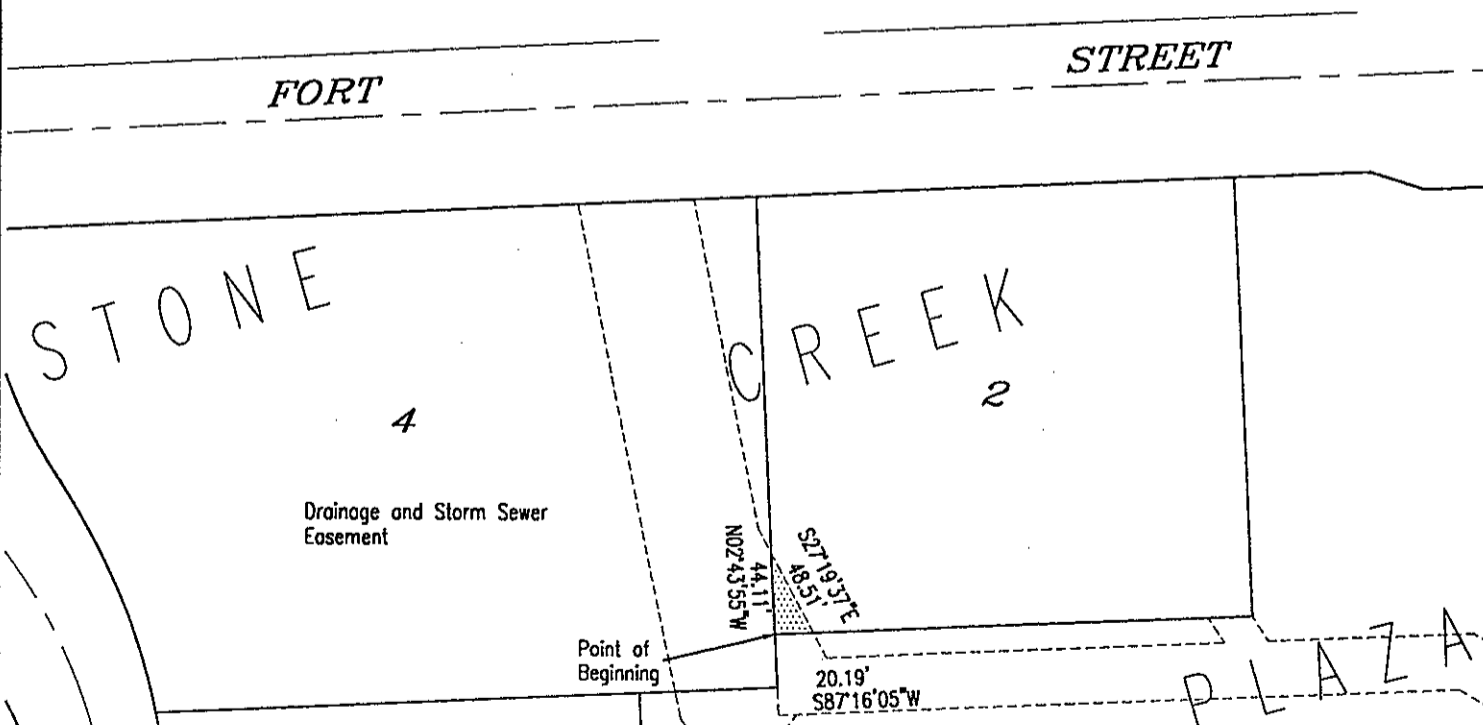 FORT STREET
STONE CREEK
4
2
Drainage and Storm Sewer
Easement
N02°43'55"W
44.11'
S27°19'37"E
48.51'
Point of
Beginning
20.19'
S87°16'05"W
PLAZA